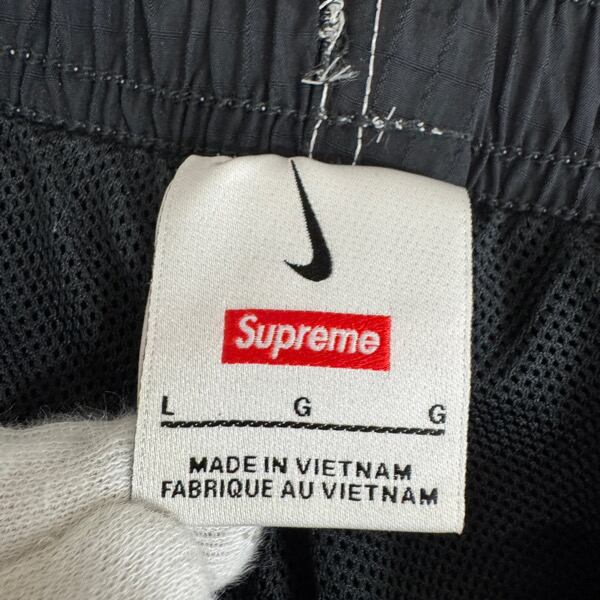 Supreme
L G G
MADE IN VIETNAM
FABRIQUE AU VIETNAM